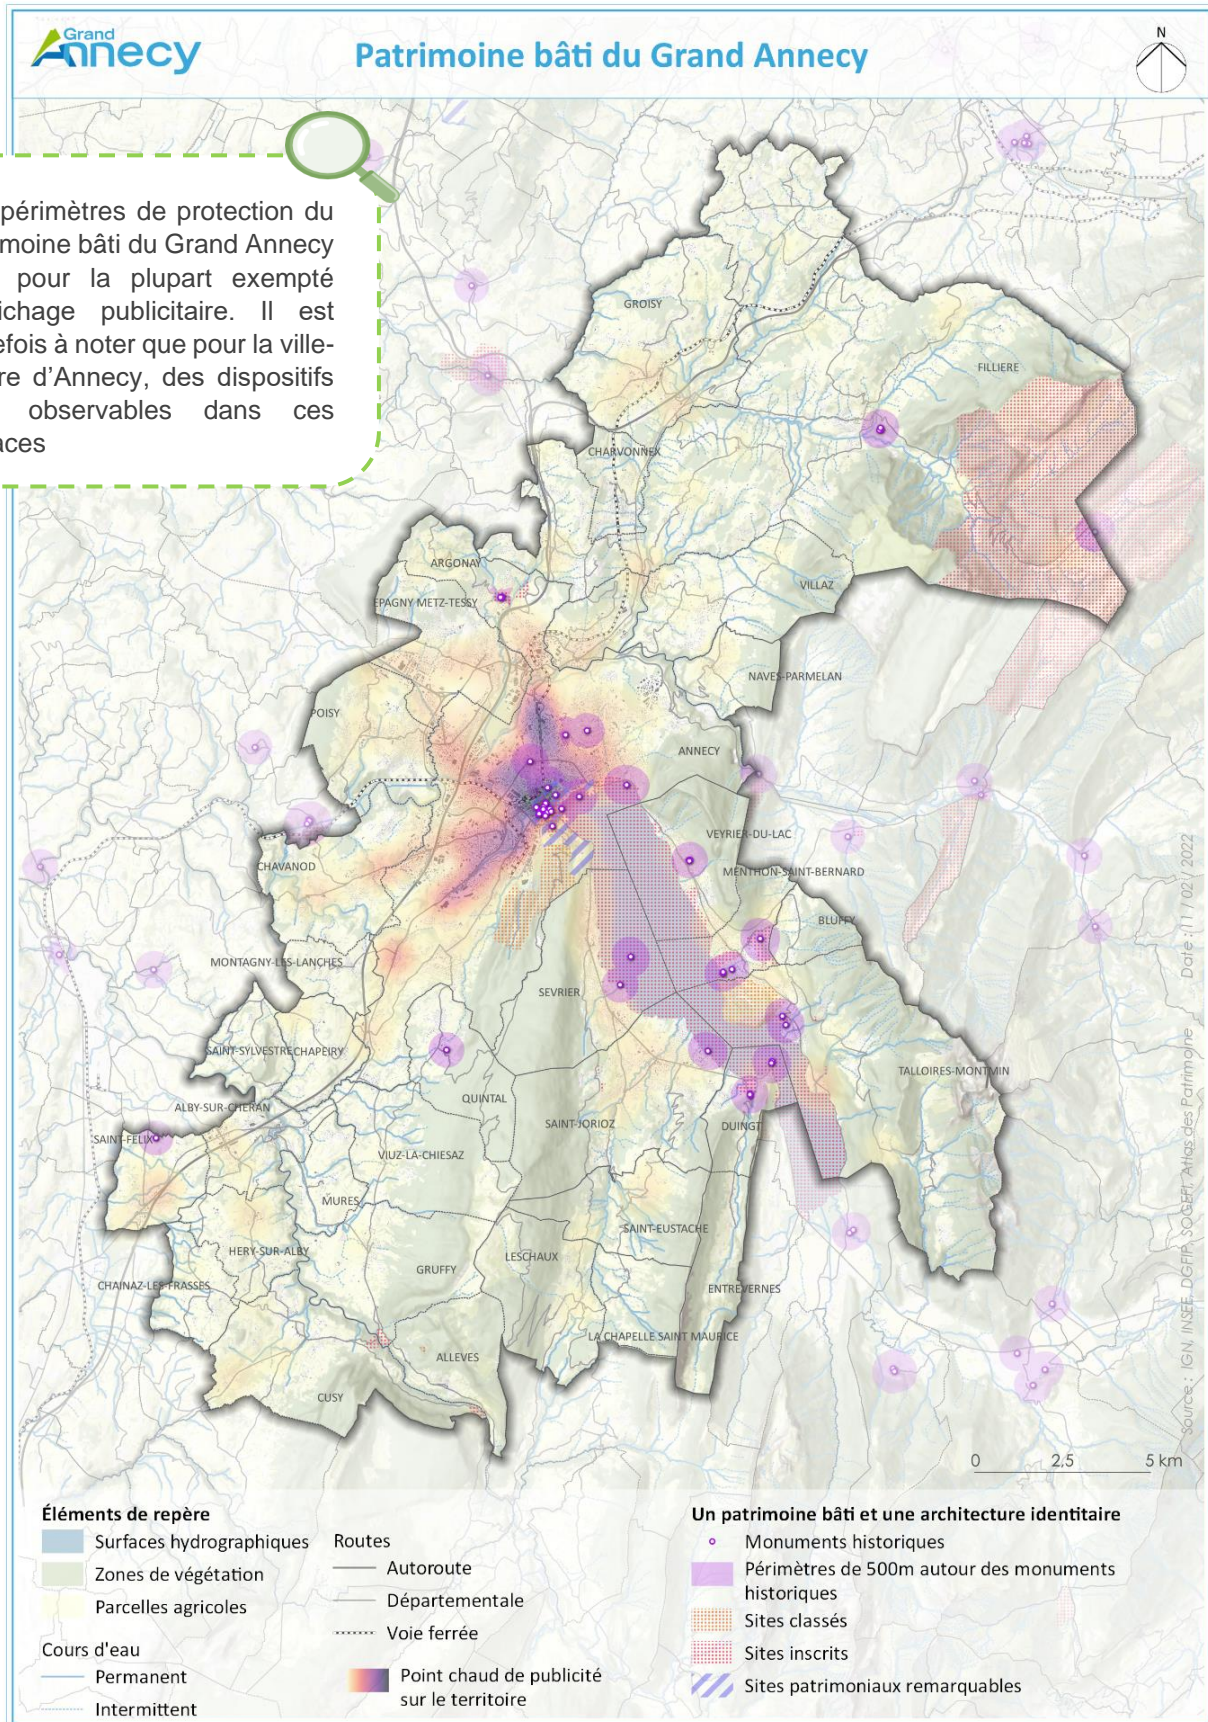 Grand
Annecy
Patrimoine bâti du Grand Annecy
N
périmètres de protection du
moine bâti du Grand Annecy
pour la plupart exempté
ichage publicitaire. Il est
efois à noter que pour la ville-
re d'Annecy, des dispositifs
observables dans ces
aces
GROISY
FILLIERE
CHARVONNEX
ARGONAY
EPAGNY METZ-TESSY
VILLAZ
NAVES-PARMELAN
POISY
ANNECY
VEYRIER-DU-LAC
CHAVANOD
MENTHON-SAINT-BERNARD
BLUFFY
MONTAGNY-LES-LANCHES
SEVRIER
SAINT-SYLVESTRE
CHAPEIRY
TALLOIRES-MONTMIN
QUINTAL
ALBY-SUR-CHERAN
SAINT-JORIOZ
DUINGT
SAINT-FELIX
VIUZ-LA-CHIESAZ
MURES
SAINT-EUSTACHE
HERY-SUR-ALBY
LESCHAUX
GRUFFY
CHAINAZ-LES-FRASSES
ENTREVERNES
LA CHAPELLE SAINT MAURICE
ALLEVES
CUSY
Source : IGN, INSEE, DGFIP, SOGEFI, Atlas des Patrimoine / Date : 11 / 02 / 2022
0 2,5 5 km
Éléments de repère
Surfaces hydrographiques
Zones de végétation
Parcelles agricoles
Cours d'eau
Permanent
Intermittent
Routes
Autoroute
Départementale
Voie ferrée
Point chaud de publicité
sur le territoire
Un patrimoine bâti et une architecture identitaire
Monuments historiques
Périmètres de 500m autour des monuments
historiques
Sites classés
Sites inscrits
Sites patrimoniaux remarquables